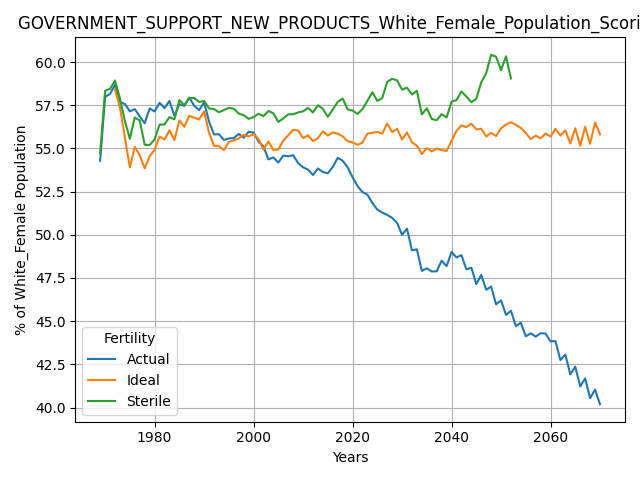 GOVERNMENT_SUPPORT_NEW_PRODUCTS_White_Female_Population_Scori
60.0
57.5
55.0
52.5
50.0
47.5
45.0
42.5
40.0
% of White_Female Population
Fertility
Actual
Ideal
Sterile
1980
2000
2020
2040
2060
Years